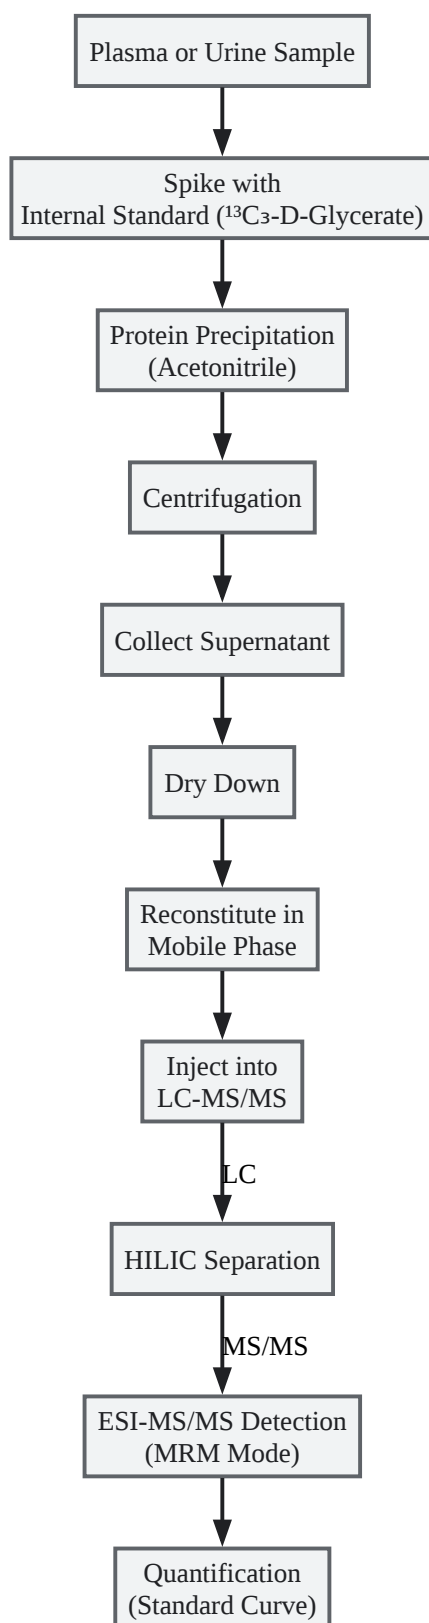 Plasma or Urine Sample
Spike with
Internal Standard (¹³C₃-D-Glycerate)
Protein Precipitation
(Acetonitrile)
Centrifugation
Collect Supernatant
Dry Down
Reconstitute in
Mobile Phase
Inject into
LC-MS/MS
LC
HILIC Separation
MS/MS
ESI-MS/MS Detection
(MRM Mode)
Quantification
(Standard Curve)